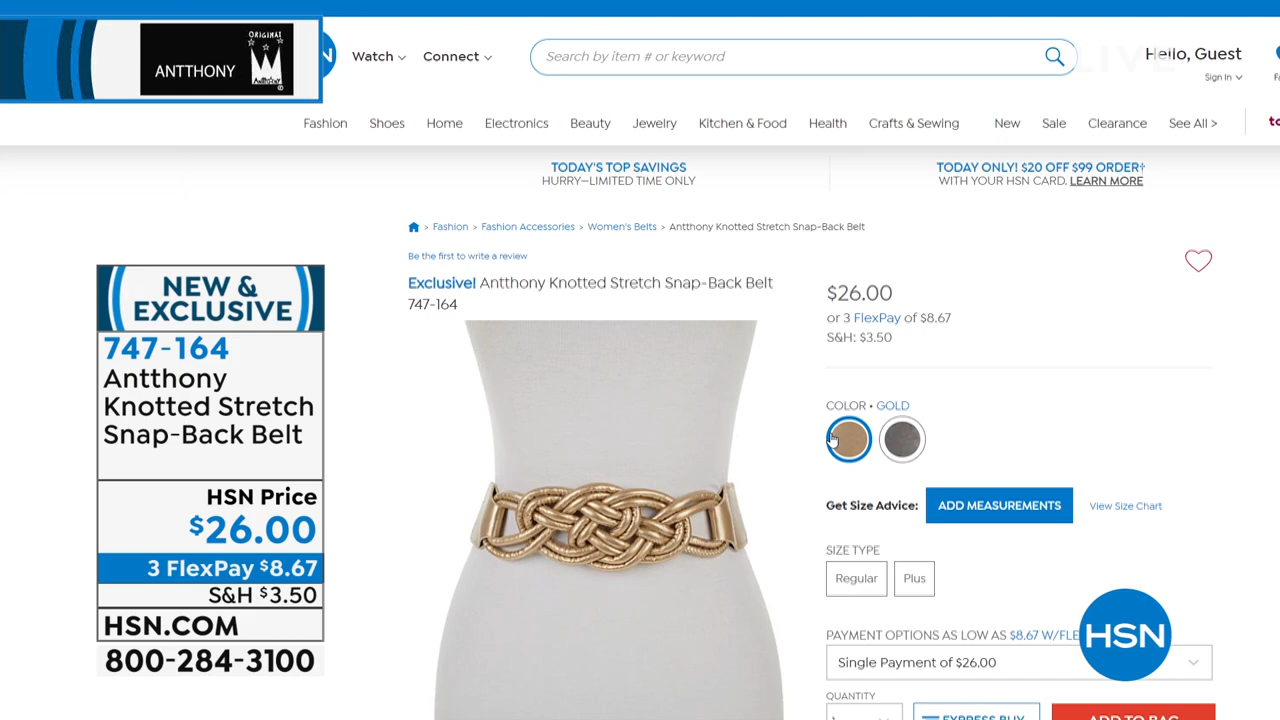 ANTTHONY
ORIGINAL
Watch
Connect
Search by item # or keyword
LIVE
Hello, Guest
Sign In
Fashion
Shoes
Home
Electronics
Beauty
Jewelry
Kitchen & Food
Health
Crafts & Sewing
New
Sale
Clearance
See All >
TODAY'S TOP SAVINGS
HURRY—LIMITED TIME ONLY
TODAY ONLY! $20 OFF $99 ORDER†
WITH YOUR HSN CARD. LEARN MORE
> Fashion > Fashion Accessories > Women's Belts > Antthony Knotted Stretch Snap-Back Belt
Be the first to write a review
Exclusive! Antthony Knotted Stretch Snap-Back Belt
747-164
$26.00
or 3 FlexPay of $8.67
S&H: $3.50
COLOR • GOLD
Get Size Advice:
ADD MEASUREMENTS
View Size Chart
SIZE TYPE
Regular
Plus
PAYMENT OPTIONS AS LOW AS $8.67 W/FLE
Single Payment of $26.00
HSN
QUANTITY
EXPRESS BUY
ADD TO BAG
NEW &
EXCLUSIVE
747-164
Antthony
Knotted Stretch
Snap-Back Belt
HSN Price
$26.00
3 FlexPay $8.67
S&H $3.50
HSN.COM
800-284-3100